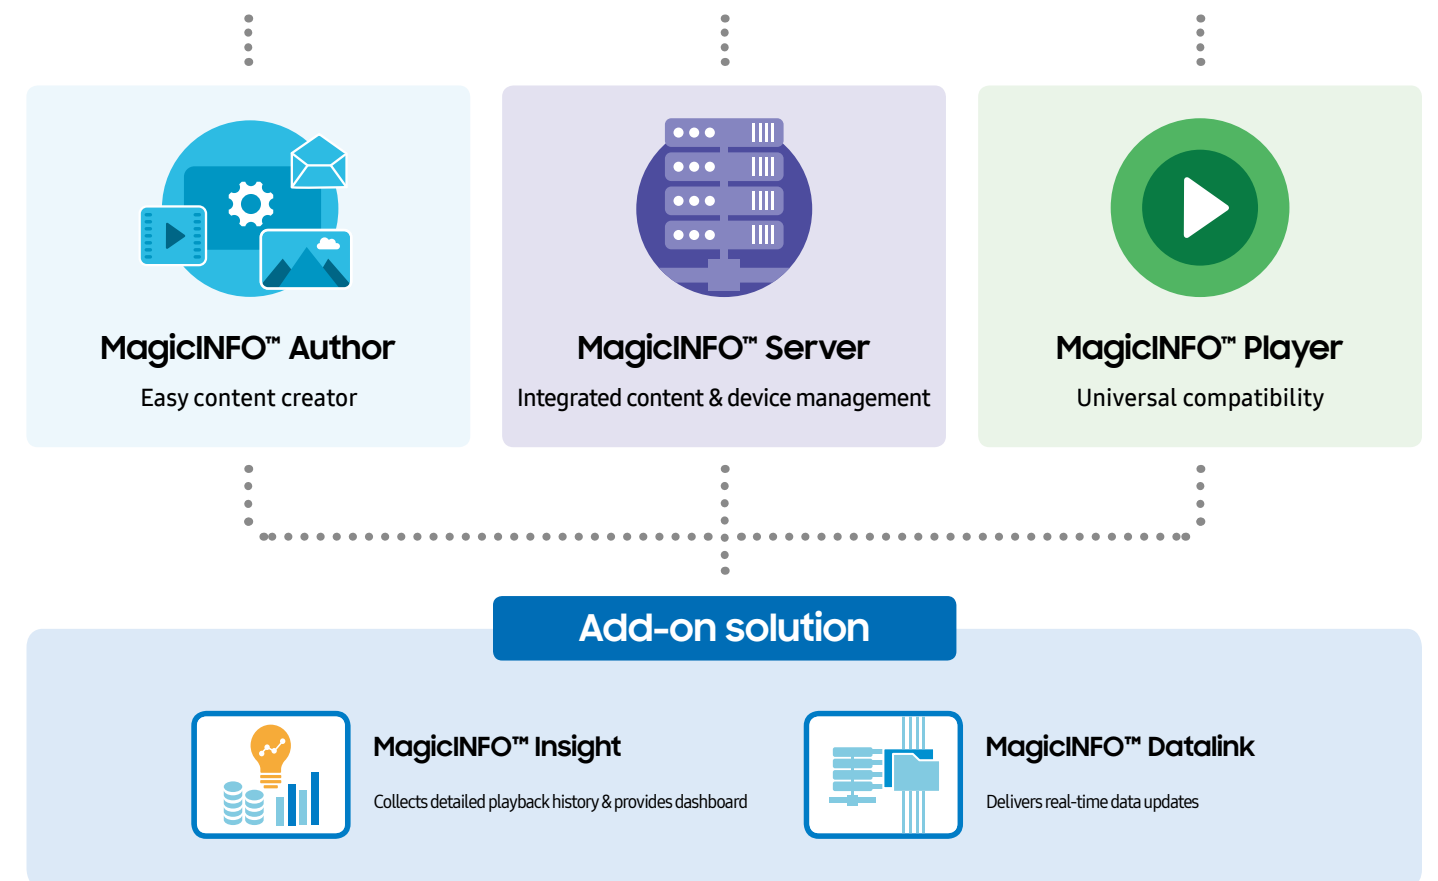 MagicINFO™ Author
Easy content creator
MagicINFO™ Server
Integrated content & device management
MagicINFO™ Player
Universal compatibility
Add-on solution
MagicINFO™ Insight
Collects detailed playback history & provides dashboard
MagicINFO™ Datalink
Delivers real-time data updates